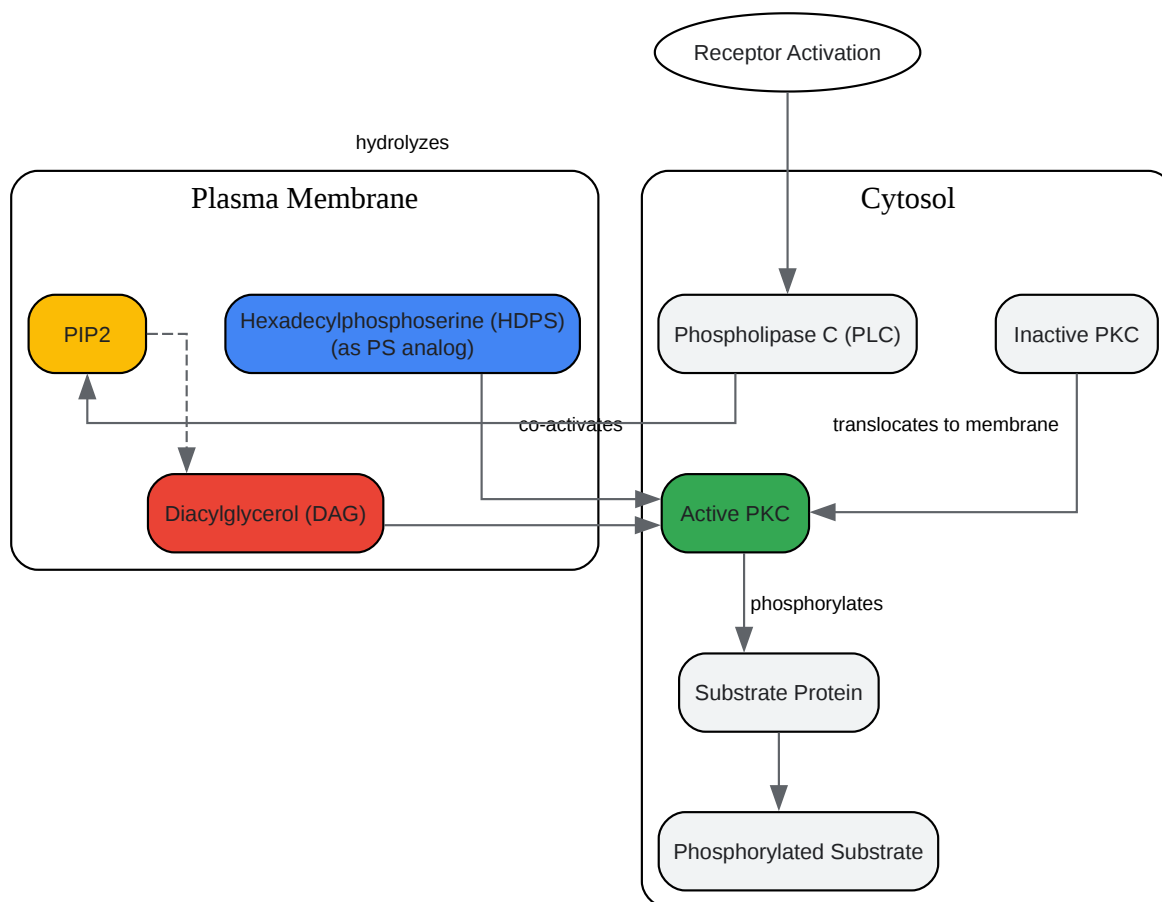 Receptor Activation
hydrolyzes
Plasma Membrane
Cytosol
PIP2
Hexadecylphosphoserine (HDPS)
(as PS analog)
Phospholipase C (PLC)
Inactive PKC
co-activates
translocates to membrane
Diacylglycerol (DAG)
Active PKC
phosphorylates
Substrate Protein
Phosphorylated Substrate